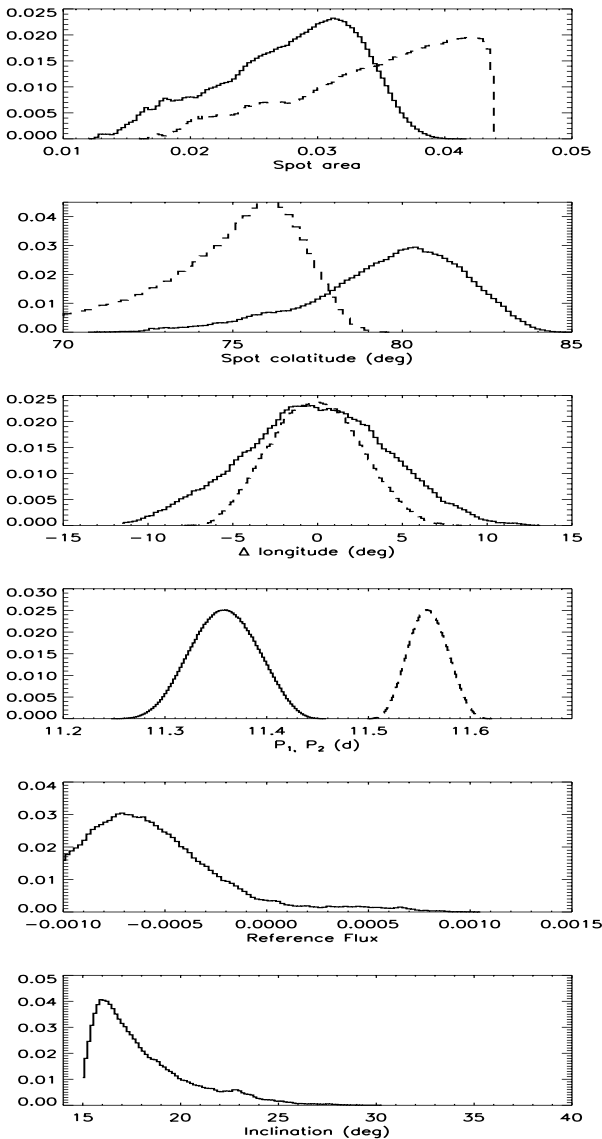 0.025
0.020
0.015
0.010
0.005
0.000
0.01 0.02 0.03 0.04 0.05
Spot area
0.04
0.03
0.02
0.01
0.00
70 75 80 85
Spot colatitude (deg)
0.025
0.020
0.015
0.010
0.005
0.000
−15 −10 −5 0 5 10 15
Δ longitude (deg)
0.030
0.025
0.020
0.015
0.010
0.005
0.000
11.2 11.3 11.4 11.5 11.6
P₁, P₂ (d)
0.04
0.03
0.02
0.01
0.00
−0.0010 −0.0005 0.0000 0.0005 0.0010 0.0015
Reference Flux
0.05
0.04
0.03
0.02
0.01
0.00
15 20 25 30 35 40
Inclination (deg)